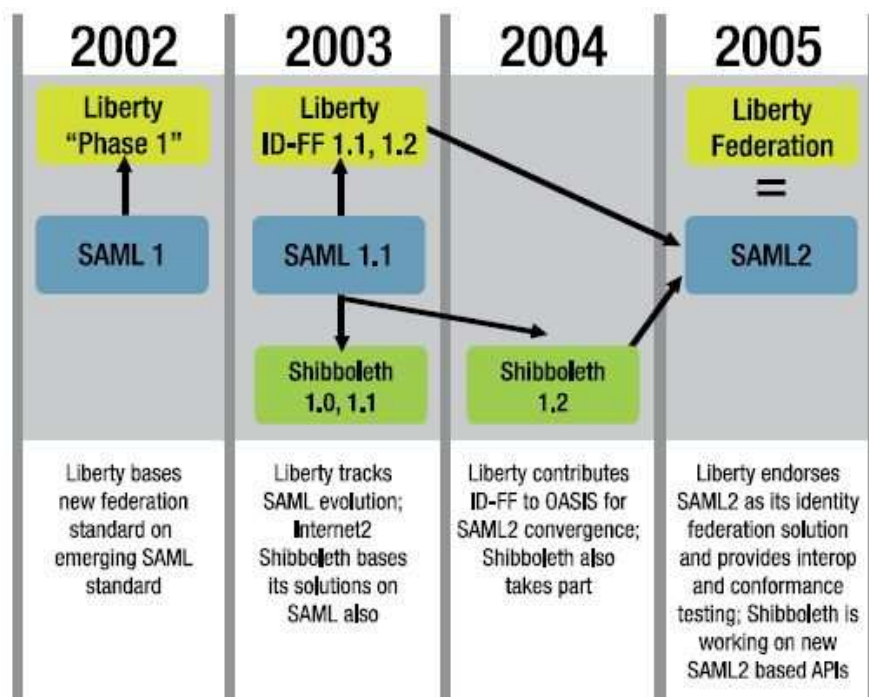 2002
2003
2004
2005
Liberty
“Phase 1”
Liberty
ID-FF 1.1, 1.2
Liberty
Federation
=
SAML 1
SAML 1.1
SAML2
Shibboleth
1.0, 1.1
Shibboleth
1.2
Liberty bases
new federation
standard on
emerging SAML
standard
Liberty tracks
SAML evolution;
Internet2
Shibboleth bases
its solutions on
SAML also
Liberty contributes
ID-FF to OASIS for
SAML2 convergence;
Shibboleth also
takes part
Liberty endorses
SAML2 as its identity
federation solution
and provides interop
and conformance
testing; Shibboleth is
working on new
SAML2 based APIs